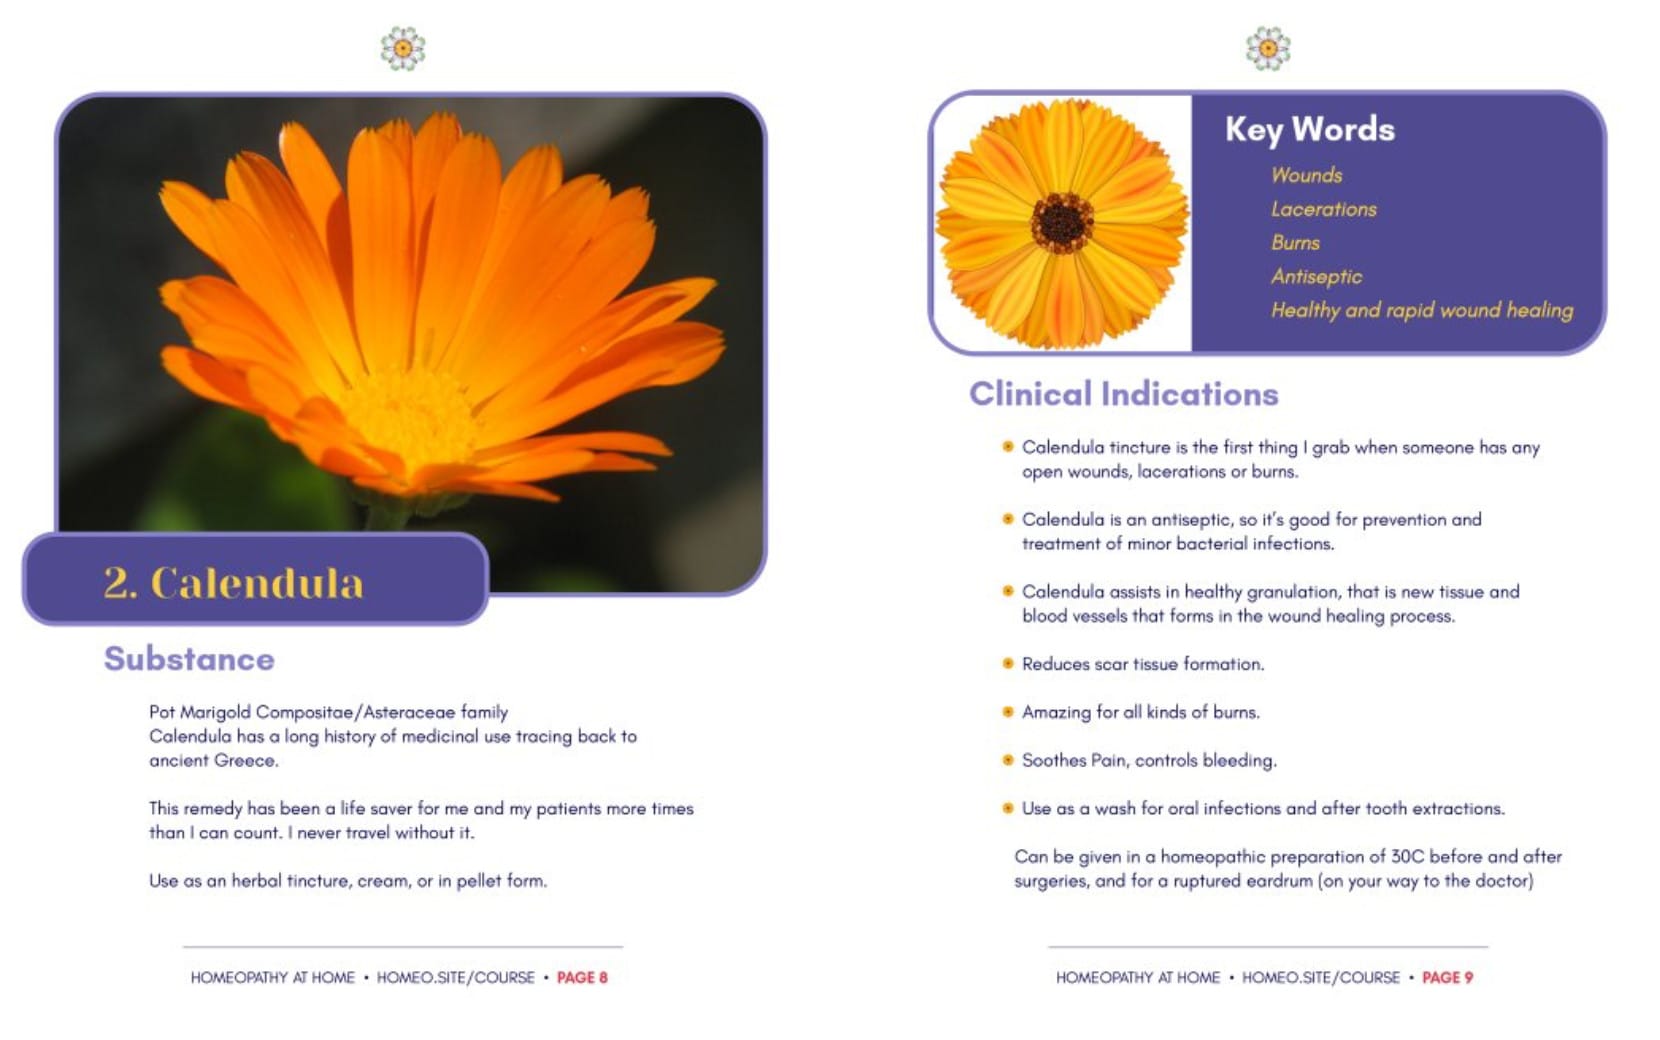 2. Calendula
Substance
Pot Marigold Compositae/Asteraceae family
Calendula has a long history of medicinal use tracing back to
ancient Greece.
This remedy has been a life saver for me and my patients more times
than I can count. I never travel without it.
Use as an herbal tincture, cream, or in pellet form.
HOMEOPATHY AT HOME • HOMEO.SITE/COURSE • PAGE 8
Key Words
Wounds
Lacerations
Burns
Antiseptic
Healthy and rapid wound healing
Clinical Indications
Calendula tincture is the first thing I grab when someone has any
open wounds, lacerations or burns.
Calendula is an antiseptic, so it's good for prevention and
treatment of minor bacterial infections.
Calendula assists in healthy granulation, that is new tissue and
blood vessels that forms in the wound healing process.
Reduces scar tissue formation.
Amazing for all kinds of burns.
Soothes Pain, controls bleeding.
Use as a wash for oral infections and after tooth extractions.
Can be given in a homeopathic preparation of 30C before and after
surgeries, and for a ruptured eardrum (on your way to the doctor)
HOMEOPATHY AT HOME • HOMEO.SITE/COURSE • PAGE 9